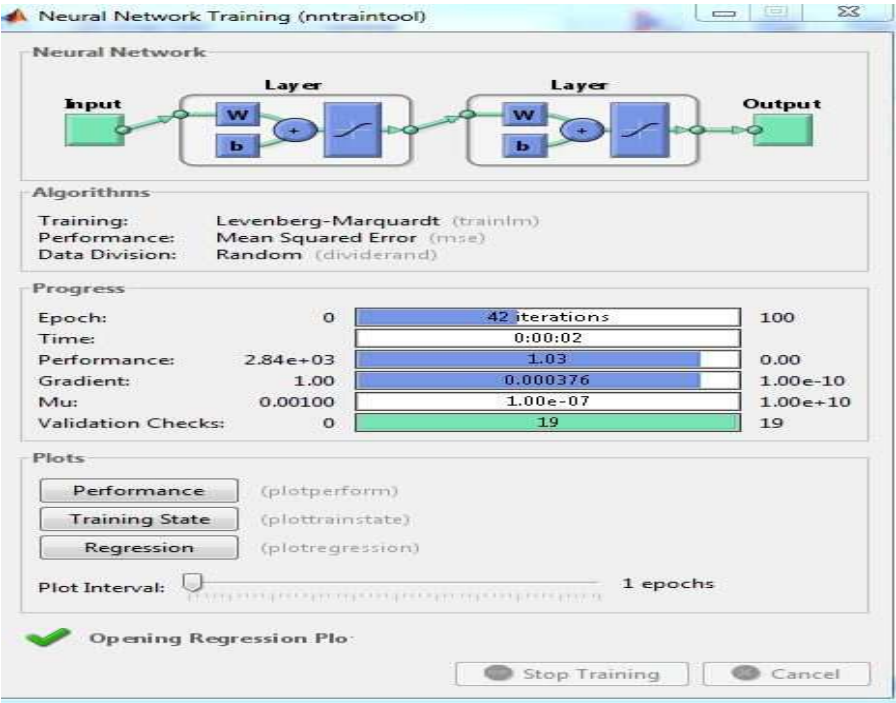 Neural Network Training (nntraintool)
Neural Network
Layer Layer
Input Output
W W
b + b +
Algorithms
Training: Levenberg-Marquardt (trainlm)
Performance: Mean Squared Error (mse)
Data Division: Random (dividerand)
Progress
Epoch: 0 42 iterations 100
Time: 0:00:02
Performance: 2.84e+03 1.03 0.00
Gradient: 1.00 0.000376 1.00e-10
Mu: 0.00100 1.00e-07 1.00e+10
Validation Checks: 0 19 19
Plots
Performance (plotperform)
Training State (plottrainstate)
Regression (plotregression)
Plot Interval: 1 epochs
Opening Regression Plo
Stop Training Cancel